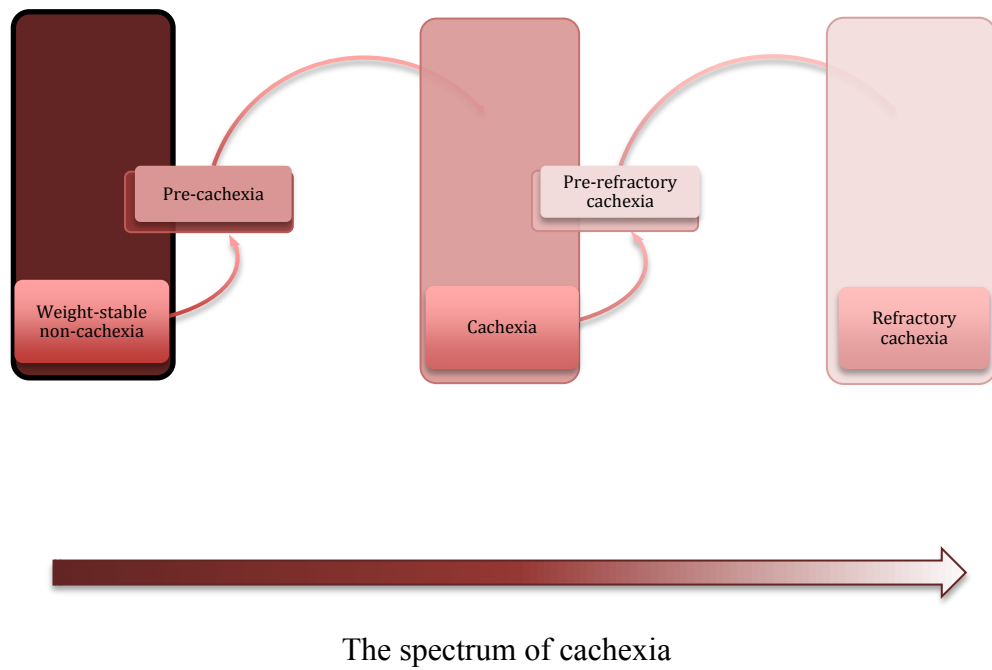 Pre-cachexia
Weight-stable
non-cachexia
Pre-refractory
cachexia
Cachexia
Refractory
cachexia
The spectrum of cachexia